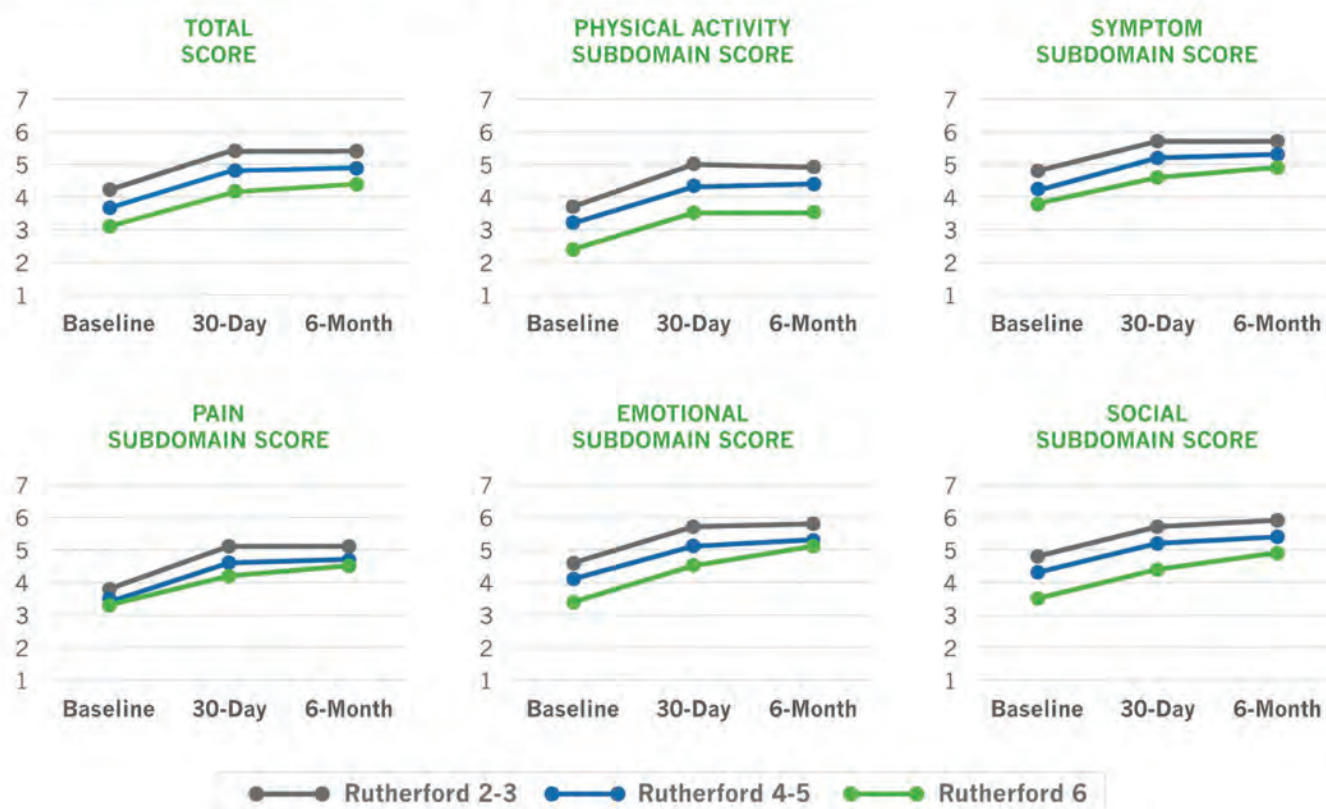 TOTAL
SCORE
7
6
5
4
3
2
1
Baseline 30-Day 6-Month
PHYSICAL ACTIVITY
SUBDOMAIN SCORE
7
6
5
4
3
2
1
Baseline 30-Day 6-Month
SYMPTOM
SUBDOMAIN SCORE
7
6
5
4
3
2
1
Baseline 30-Day 6-Month
PAIN
SUBDOMAIN SCORE
7
6
5
4
3
2
1
Baseline 30-Day 6-Month
EMOTIONAL
SUBDOMAIN SCORE
7
6
5
4
3
2
1
Baseline 30-Day 6-Month
SOCIAL
SUBDOMAIN SCORE
7
6
5
4
3
2
1
Baseline 30-Day 6-Month
Rutherford 2-3 Rutherford 4-5 Rutherford 6